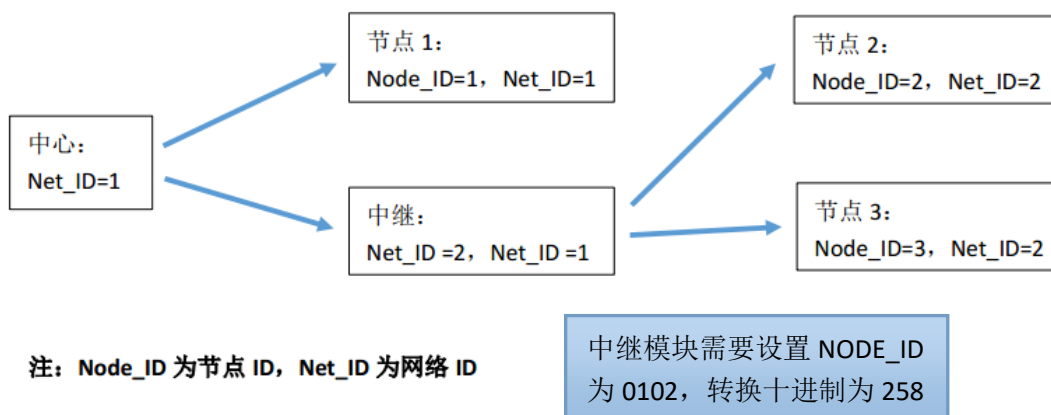 中心：
Net_ID=1
节点 1：
Node_ID=1，Net_ID=1
中继：
Net_ID =2，Net_ID =1
节点 2：
Node_ID=2，Net_ID=2
节点 3：
Node_ID=3，Net_ID=2
注：Node_ID 为节点 ID，Net_ID 为网络 ID
中继模块需要设置 NODE_ID
为 0102，转换十进制为 258